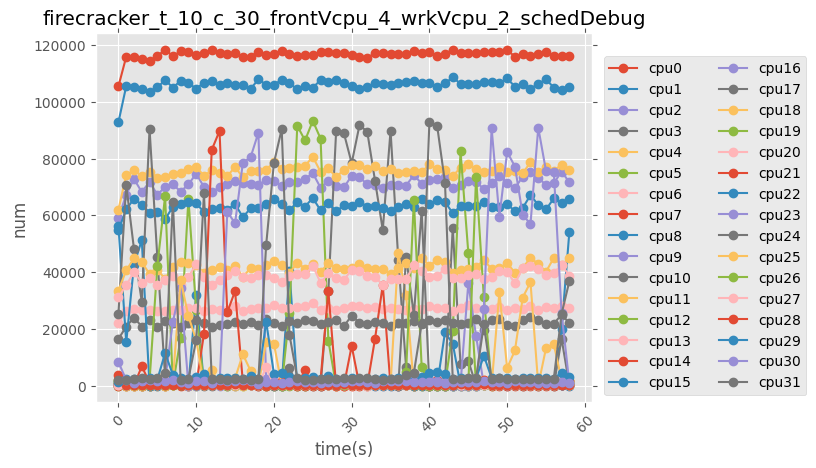 firecracker_t_10_c_30_frontVcpu_4_wrkVcpu_2_schedDebug
120000
100000
80000
60000
40000
20000
0
num
0
10
20
30
40
50
60
time(s)
cpu0
cpu1
cpu2
cpu3
cpu4
cpu5
cpu6
cpu7
cpu8
cpu9
cpu10
cpu11
cpu12
cpu13
cpu14
cpu15
cpu16
cpu17
cpu18
cpu19
cpu20
cpu21
cpu22
cpu23
cpu24
cpu25
cpu26
cpu27
cpu28
cpu29
cpu30
cpu31